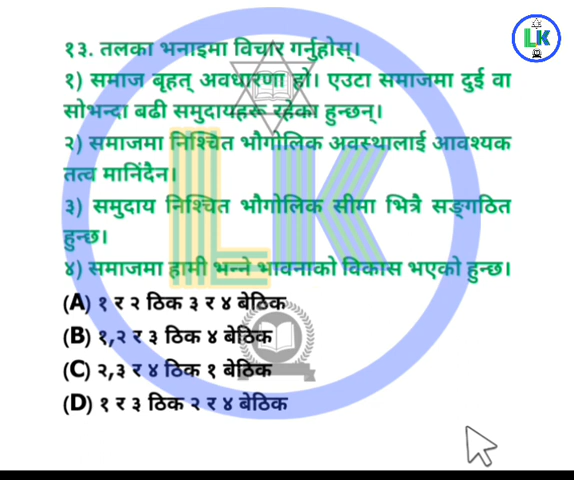 LK
१३. तलका भनाइमा विचार गर्नुहोस्।
१) समाज बृहत् अवधारणा हो। एउटा समाजमा दुई वा
सोभन्दा बढी समुदायहरू रहेका हुन्छन्।
२) समाजमा निश्चित भौगोलिक अवस्थालाई आवश्यक
तत्व मानिंदैन।
३) समुदाय निश्चित भौगोलिक सीमा भित्रै सङ्गठित
हुन्छ।
४) समाजमा हामी भन्ने भावनाको विकास भएको हुन्छ।
(A) १ र २ ठिक ३ र ४ बेठिक
(B) १,२ र ३ ठिक ४ बेठिक
(C) २,३ र ४ ठिक १ बेठिक
(D) १ र ३ ठिक २ र ४ बेठिक
LK